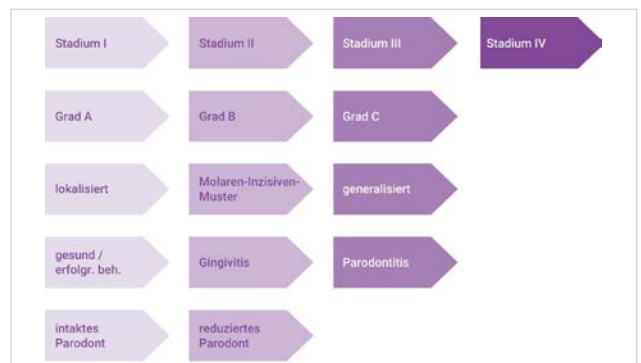 Stadium I
Stadium II
Stadium III
Stadium IV
Grad A
Grad B
Grad C
lokalisiert
Molaren-Inzisiven-
Muster
generalisiert
gesund /
erfolgr. beh.
Gingivitis
Parodontitis
intaktes
Parodont
reduziertes
Parodont